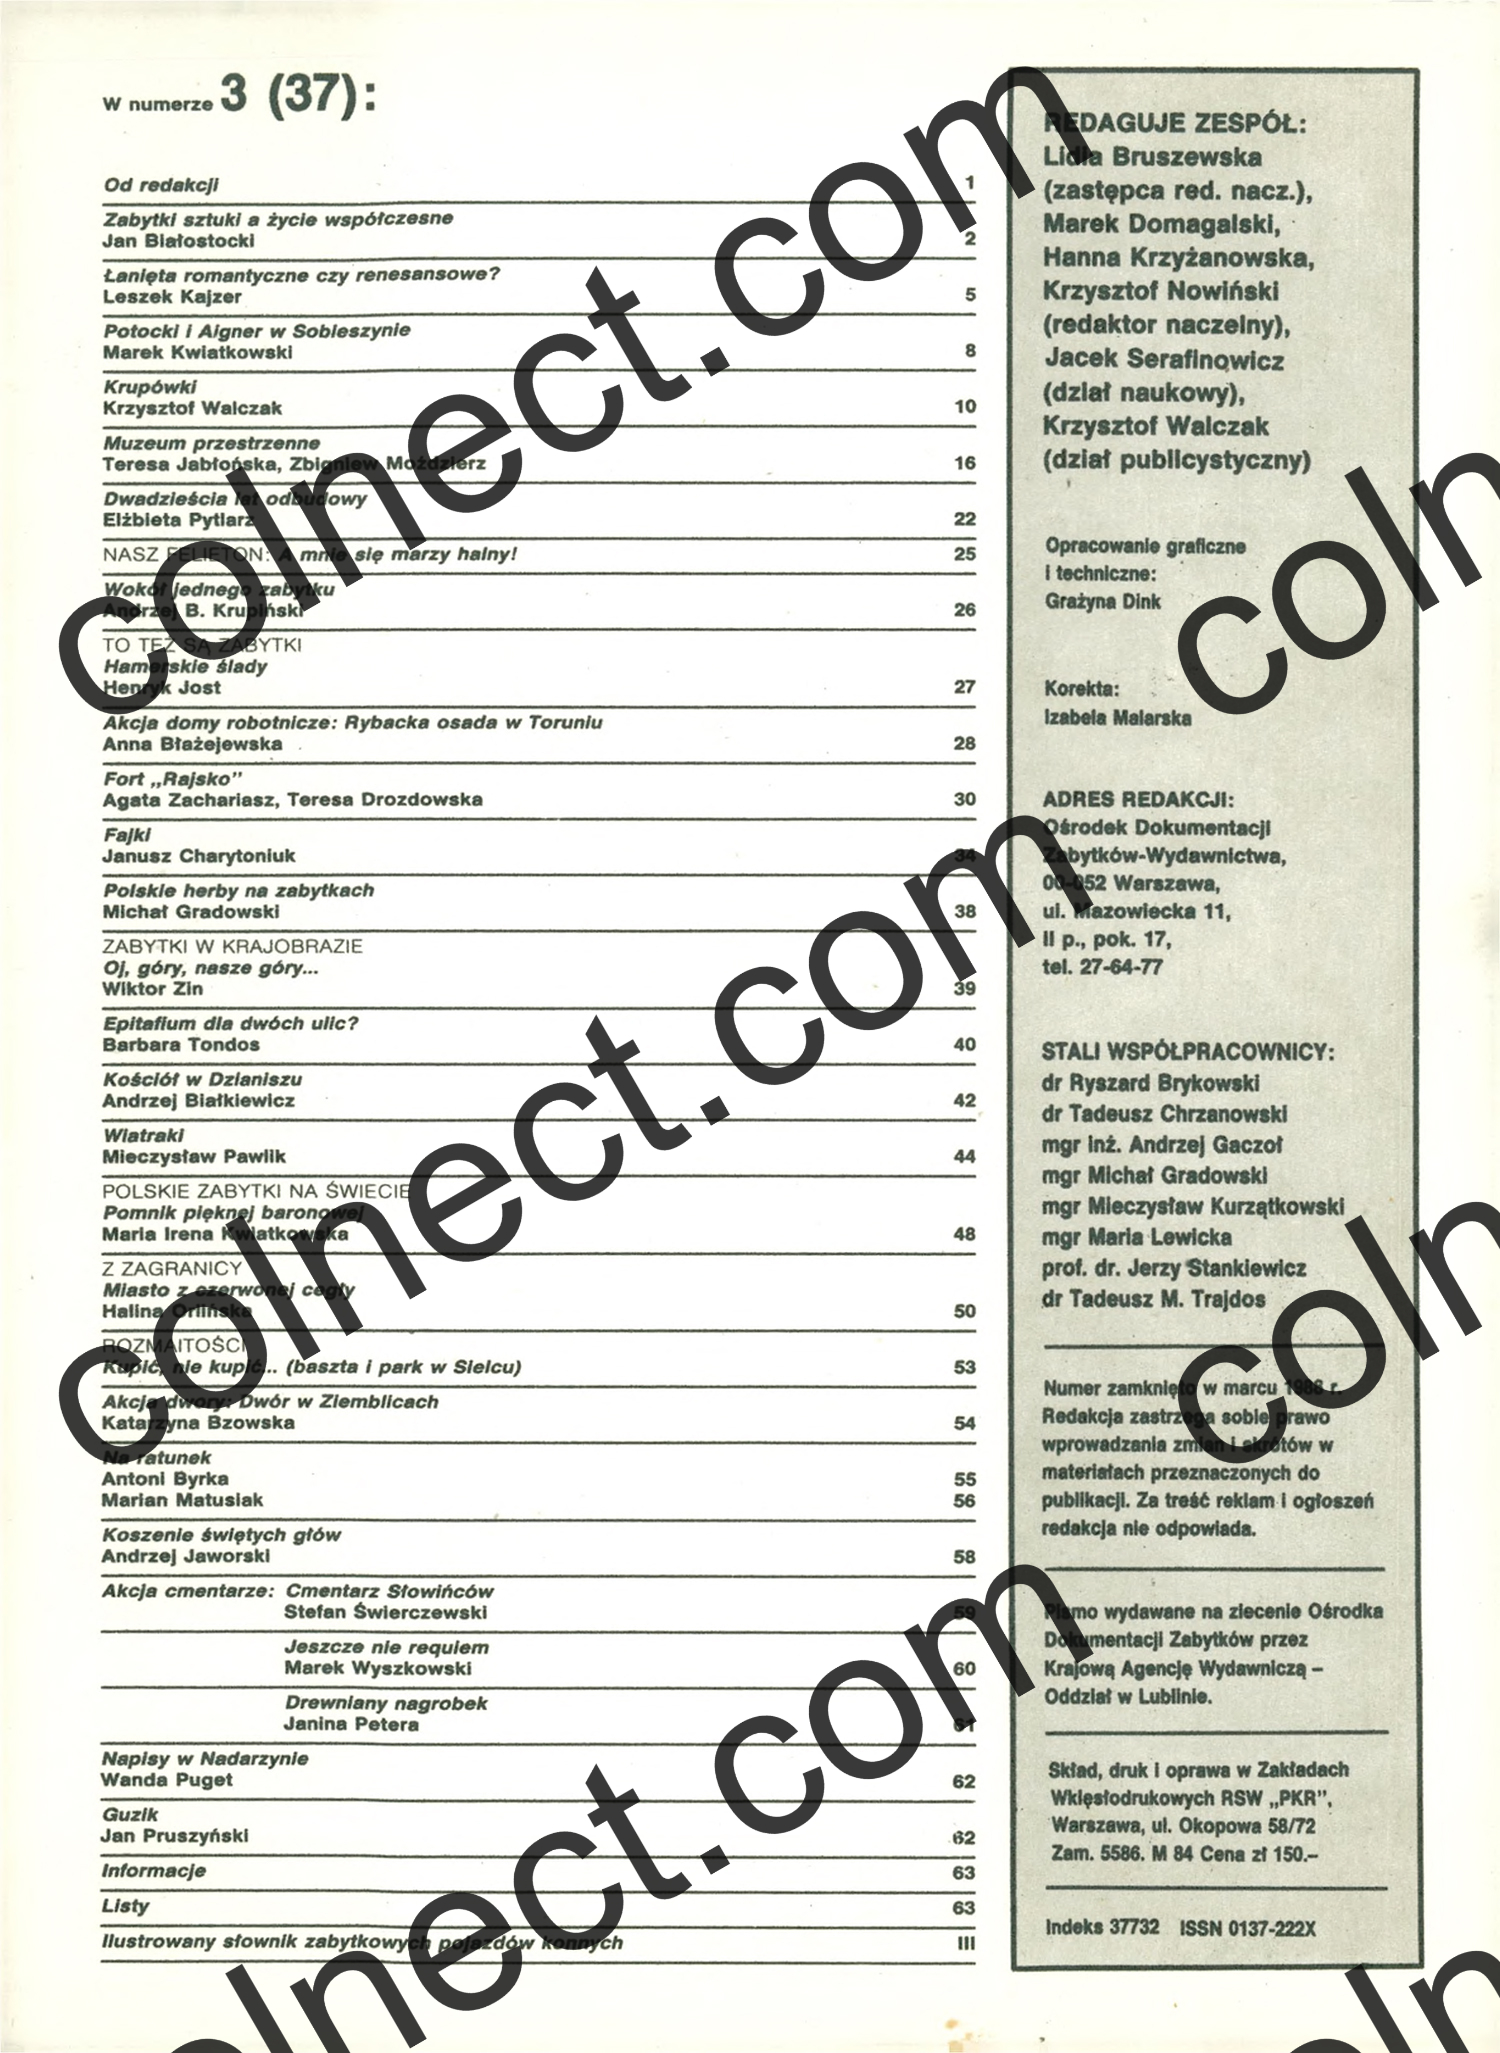 W numerze 3 (37):
Od redakcji 1
Zabytki sztuki a życie współczesne
Jan Białostocki 2
Łanięta romantyczne czy renesansowe?
Leszek Kajzer 5
Potocki i Aigner w Sobieszynie
Marek Kwiatkowski 8
Krupówki
Krzysztof Walczak 10
Muzeum przestrzenne
Teresa Jabłońska, Zbigniew Moździerz 16
Dwadzieścia lat odbudowy
Elżbieta Pytlarz 22
NASZ FELIETON: A mnie się marzy halny! 25
Wokół jednego zabytku
Andrzej B. Krupiński 26
TO TEŻ SĄ ZABYTKI
Hamerskie ślady
Henryk Jost 27
Akcja domy robotnicze: Rybacka osada w Toruniu
Anna Błażejewska 28
Fort „Rajsko”
Agata Zachariasz, Teresa Drozdowska 30
Fajki
Janusz Charytoniuk 34
Polskie herby na zabytkach
Michał Gradowski 38
ZABYTKI W KRAJOBRAZIE
Oj, góry, nasze góry...
Wiktor Zin 39
Epitafium dla dwóch ulic?
Barbara Tondos 40
Kościół w Dzianiszu
Andrzej Białkiewicz 42
Wiatraki
Mieczysław Pawlik 44
POLSKIE ZABYTKI NA ŚWIECIE
Pomnik pięknej baronowej
Maria Irena Kwiatkowska 48
Z ZAGRANICY
Miasto z czerwonej cegły
Halina Orlińska 50
ROZMAITOŚCI
Kupić, nie kupić... (baszta i park w Sielcu) 53
Akcja dwory: Dwór w Ziemblicach
Katarzyna Bzowska 54
Na ratunek
Antoni Byrka 55
Marian Matusiak 56
Koszenie świętych głów
Andrzej Jaworski 58
Akcja cmentarze: Cmentarz Słowińców
Stefan Świerczewski 59
Jeszcze nie requiem
Marek Wyszkowski 60
Drewniany nagrobek
Janina Petera 61
Napisy w Nadarzynie
Wanda Puget 62
Guzik
Jan Pruszyński 62
Informacje 63
Listy 63
Ilustrowany słownik zabytkowych pojazdów konnych III
REDAGUJE ZESPÓŁ:
Lidia Bruszewska
(zastępca red. nacz.),
Marek Domagalski,
Hanna Krzyżanowska,
Krzysztof Nowiński
(redaktor naczelny),
Jacek Serafinowicz
(dział naukowy),
Krzysztof Walczak
(dział publicystyczny)
Opracowanie graficzne
i techniczne:
Grażyna Dink
Korekta:
Izabela Malarska
ADRES REDAKCJI:
Ośrodek Dokumentacji
Zabytków-Wydawnictwa,
00-052 Warszawa,
ul. Mazowiecka 11,
II p., pok. 17,
tel. 27-64-77
STALI WSPÓŁPRACOWNICY:
dr Ryszard Brykowski
dr Tadeusz Chrzanowski
mgr inż. Andrzej Gaczoł
mgr Michał Gradowski
mgr Mieczysław Kurzątkowski
mgr Maria Lewicka
prof. dr. Jerzy Stankiewicz
dr Tadeusz M. Trajdos
Numer zamknięto w marcu 1988 r.
Redakcja zastrzega sobie prawo
wprowadzania zmian i skrótów w
materiałach przeznaczonych do
publikacji. Za treść reklam i ogłoszeń
redakcja nie odpowiada.
Pismo wydawane na zlecenie Ośrodka
Dokumentacji Zabytków przez
Krajową Agencję Wydawniczą –
Oddział w Lublinie.
Skład, druk i oprawa w Zakładach
Wklęsłodrukowych RSW „PKR”,
Warszawa, ul. Okopowa 58/72
Zam. 5586. M 84 Cena zł 150.–
Indeks 37732 ISSN 0137-222X
colnect.com
colnect.com
colnect.com
coln
coln
coln